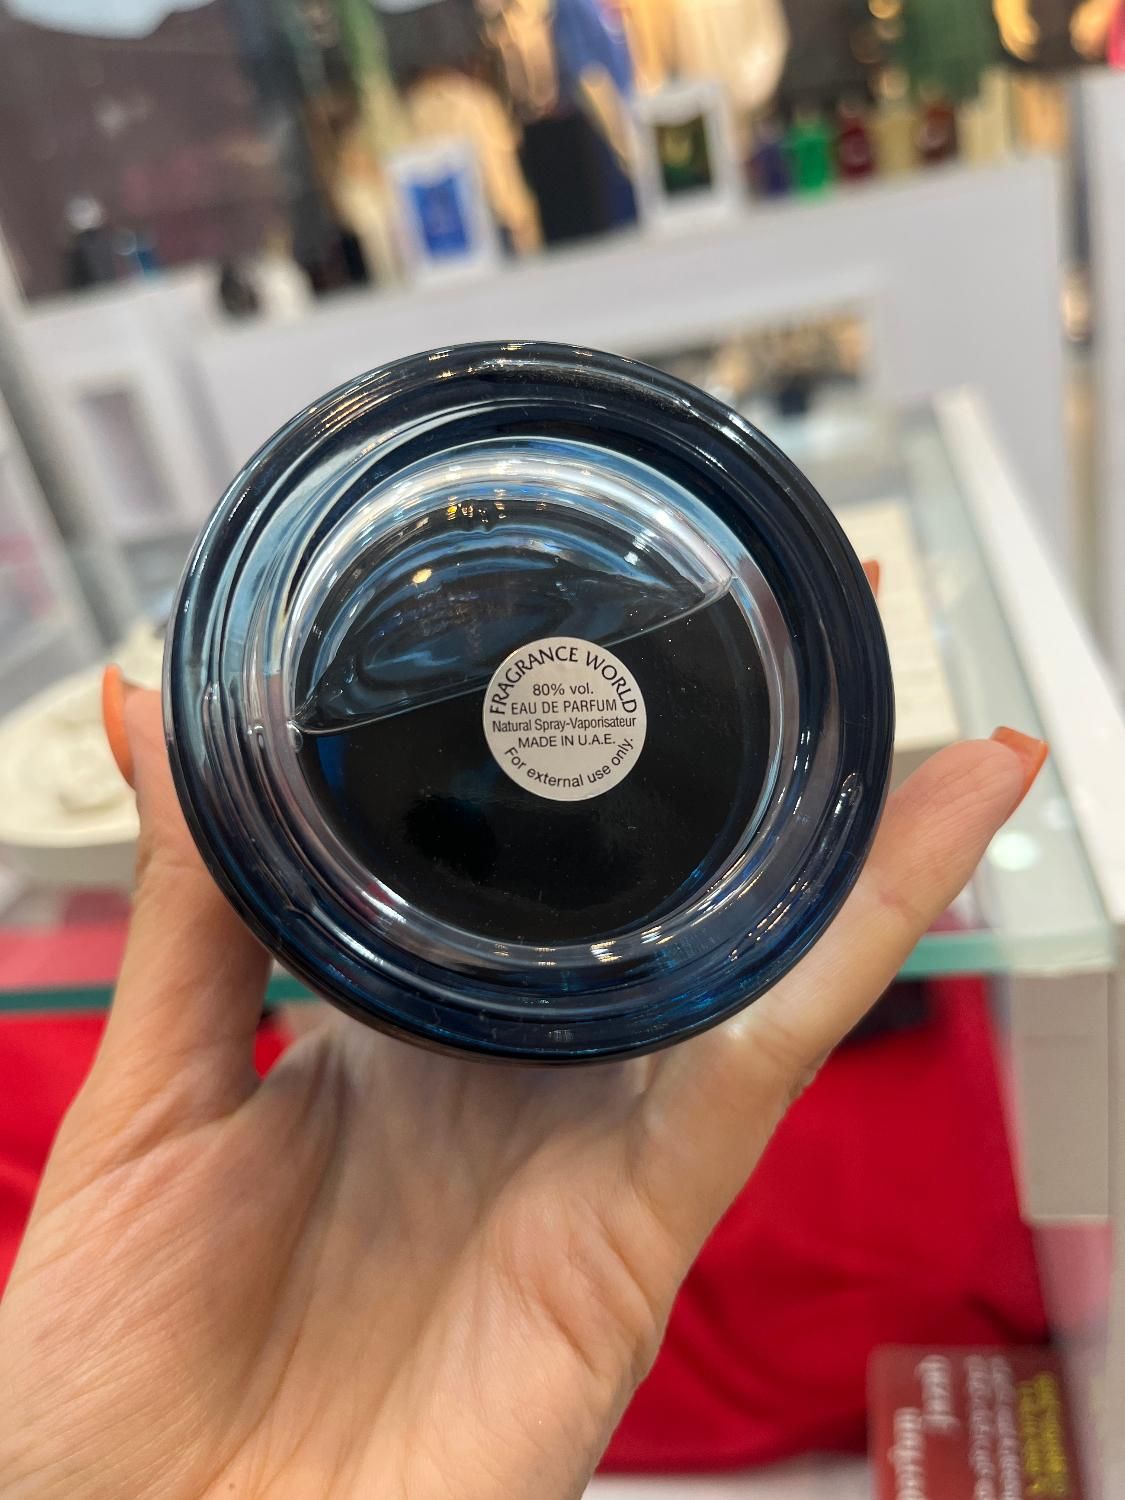 FRAGRANCE WORLD
80% vol.
EAU DE PARFUM
Natural Spray-Vaporisateur
MADE IN U.A.E.
For external use only.